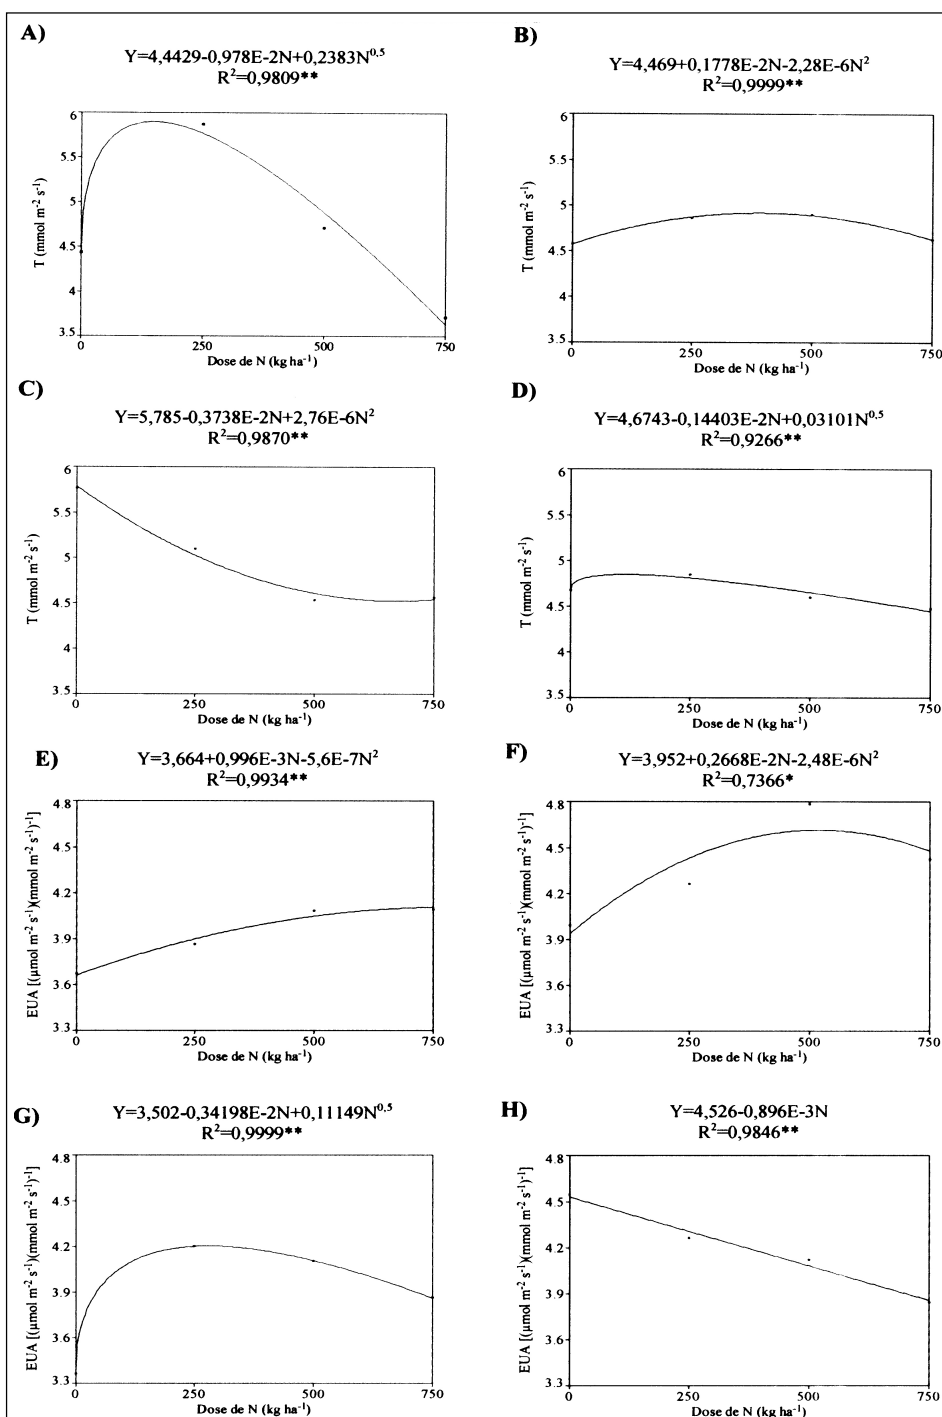 A)
Y=4,4429-0,978E-2N+0,2383N^0,5
R²=0,9809**
T (mmol m⁻² s⁻¹)
6
5.5
5
4.5
4
3.5
0
250
500
750
Dose de N (kg ha⁻¹)
B)
Y=4,469+0,1778E-2N-2,28E-6N²
R²=0,9999**
T (mmol m⁻² s⁻¹)
6
5.5
5
4.5
4
3.5
0
250
500
750
Dose de N (kg ha⁻¹)
C)
Y=5,785-0,3738E-2N+2,76E-6N²
R²=0,9870**
T (mmol m⁻² s⁻¹)
6
5.5
5
4.5
4
3.5
0
250
500
750
Dose de N (kg ha⁻¹)
D)
Y=4,6743-0,14403E-2N+0,03101N^0,5
R²=0,9266**
T (mmol m⁻² s⁻¹)
6
5.5
5
4.5
4
3.5
0
250
500
750
Dose de N (kg ha⁻¹)
E)
Y=3,664+0,996E-3N-5,6E-7N²
R²=0,9934**
EUA [(µmol m⁻² s⁻¹)(mmol m⁻² s⁻¹)⁻¹]
4.8
4.5
4.2
3.9
3.6
3.3
0
250
500
750
Dose de N (kg ha⁻¹)
F)
Y=3,952+0,2668E-2N-2,48E-6N²
R²=0,7366*
EUA [(µmol m⁻² s⁻¹)(mmol m⁻² s⁻¹)⁻¹]
4.8
4.5
4.2
3.9
3.6
3.3
0
250
500
750
Dose de N (kg ha⁻¹)
G)
Y=3,502-0,34198E-2N+0,11149N^0,5
R²=0,9999**
EUA [(µmol m⁻² s⁻¹)(mmol m⁻² s⁻¹)⁻¹]
4.8
4.5
4.2
3.9
3.6
3.3
0
250
500
750
Dose de N (kg ha⁻¹)
H)
Y=4,526-0,896E-3N
R²=0,9846**
EUA [(µmol m⁻² s⁻¹)(mmol m⁻² s⁻¹)⁻¹]
4.8
4.5
4.2
3.9
3.6
3.3
0
250
500
750
Dose de N (kg ha⁻¹)